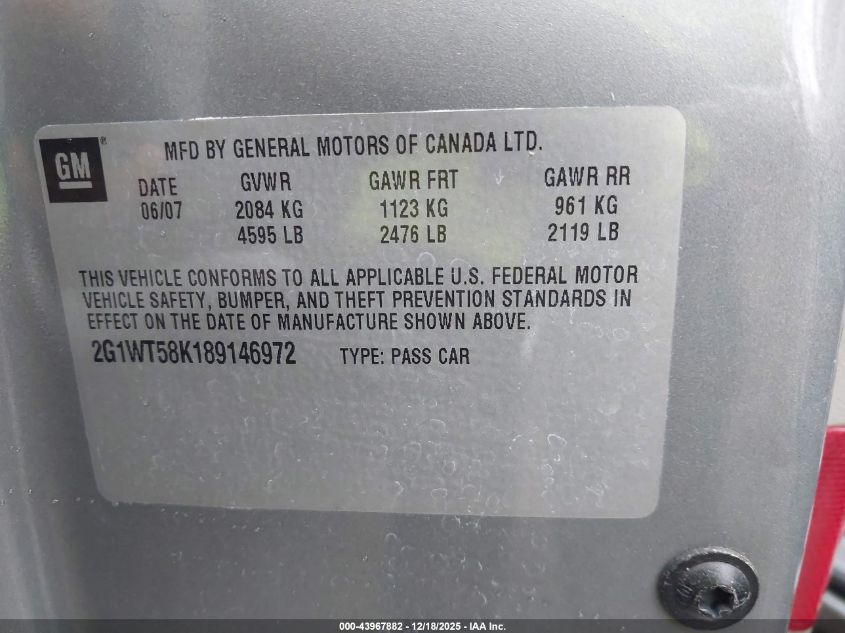 GM ®
MFD BY GENERAL MOTORS OF CANADA LTD.
DATE GVWR GAWR FRT GAWR RR
06/07 2084 KG 1123 KG 961 KG
4595 LB 2476 LB 2119 LB
THIS VEHICLE CONFORMS TO ALL APPLICABLE U.S. FEDERAL MOTOR
VEHICLE SAFETY, BUMPER, AND THEFT PREVENTION STANDARDS IN
EFFECT ON THE DATE OF MANUFACTURE SHOWN ABOVE.
2G1WT58K189146972 TYPE: PASS CAR
000-43967882 - 12/18/2025 - IAA Inc.